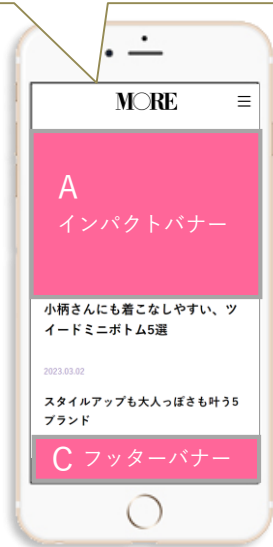 MORE
A
インパクトバナー
小柄さんにも着こなしやすい、ツ
イードミニボトム5選
2023.03.02
スタイルアップも大人っぽさも叶う5
ブランド
C フッターバナー